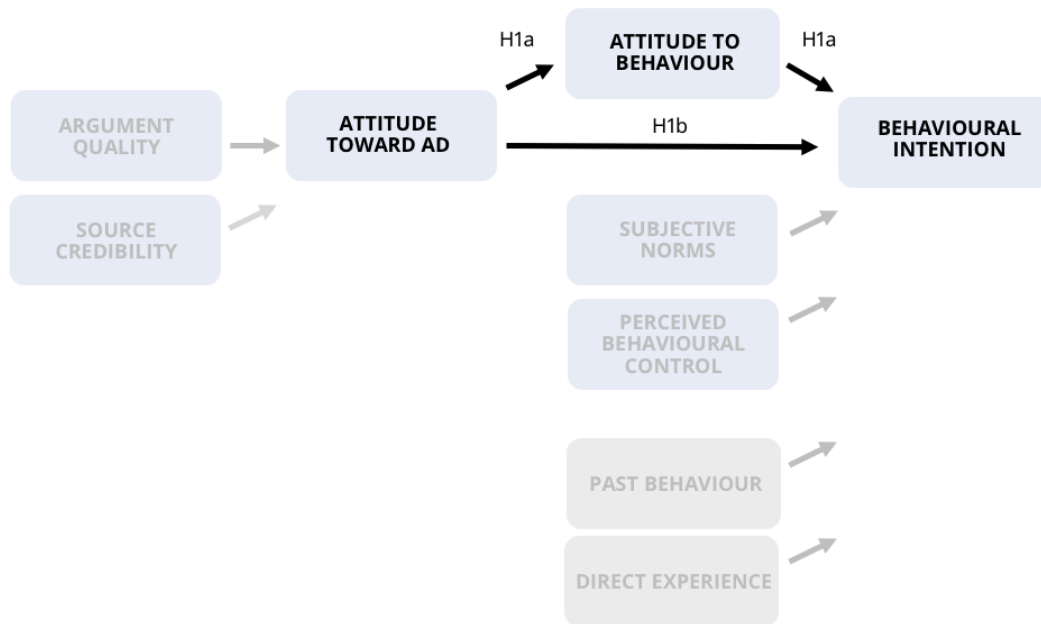 H1a
ATTITUDE TO
BEHAVIOUR
H1a
ARGUMENT
QUALITY
ATTITUDE
TOWARD AD
H1b
BEHAVIOURAL
INTENTION
SOURCE
CREDIBILITY
SUBJECTIVE
NORMS
PERCEIVED
BEHAVIOURAL
CONTROL
PAST BEHAVIOUR
DIRECT EXPERIENCE